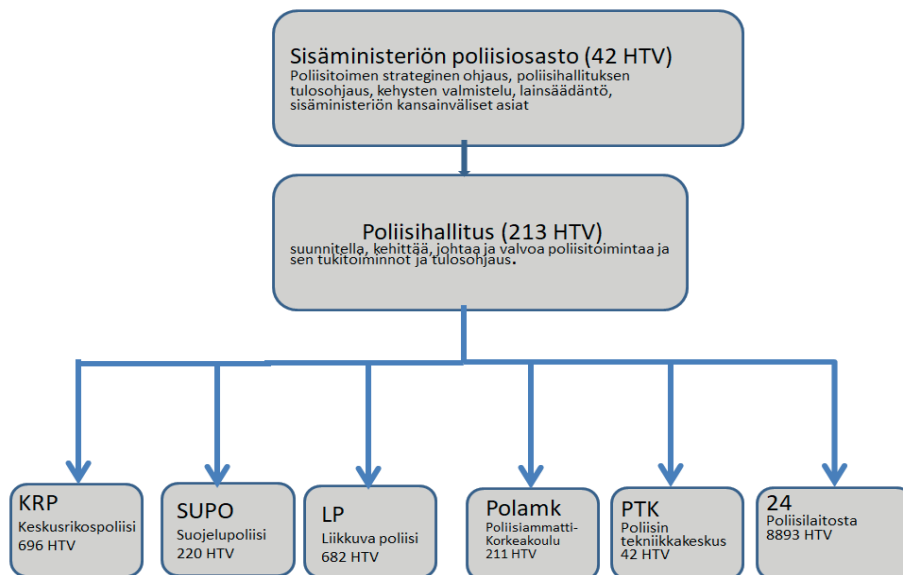 Sisäministeriön poliisiosasto (42 HTV)
Poliisitoimen strateginen ohjaus, poliisihallituksen
tulosohjaus, kehysten valmistelu, lainsäädäntö,
sisäministeriön kansainväliset asiat
Poliisihallitus (213 HTV)
suunnitella, kehittää, johtaa ja valvoa poliisitoimintaa ja
sen tukitoiminnot ja tulosohjaus.
KRP
Keskusrikospoliisi
696 HTV
SUPO
Suojelupoliisi
220 HTV
LP
Liikkuva poliisi
682 HTV
Polamk
Poliisiammatti-
Korkeakoulu
211 HTV
PTK
Poliisin
tekniikkakeskus
42 HTV
24
Poliisilaitosta
8893 HTV